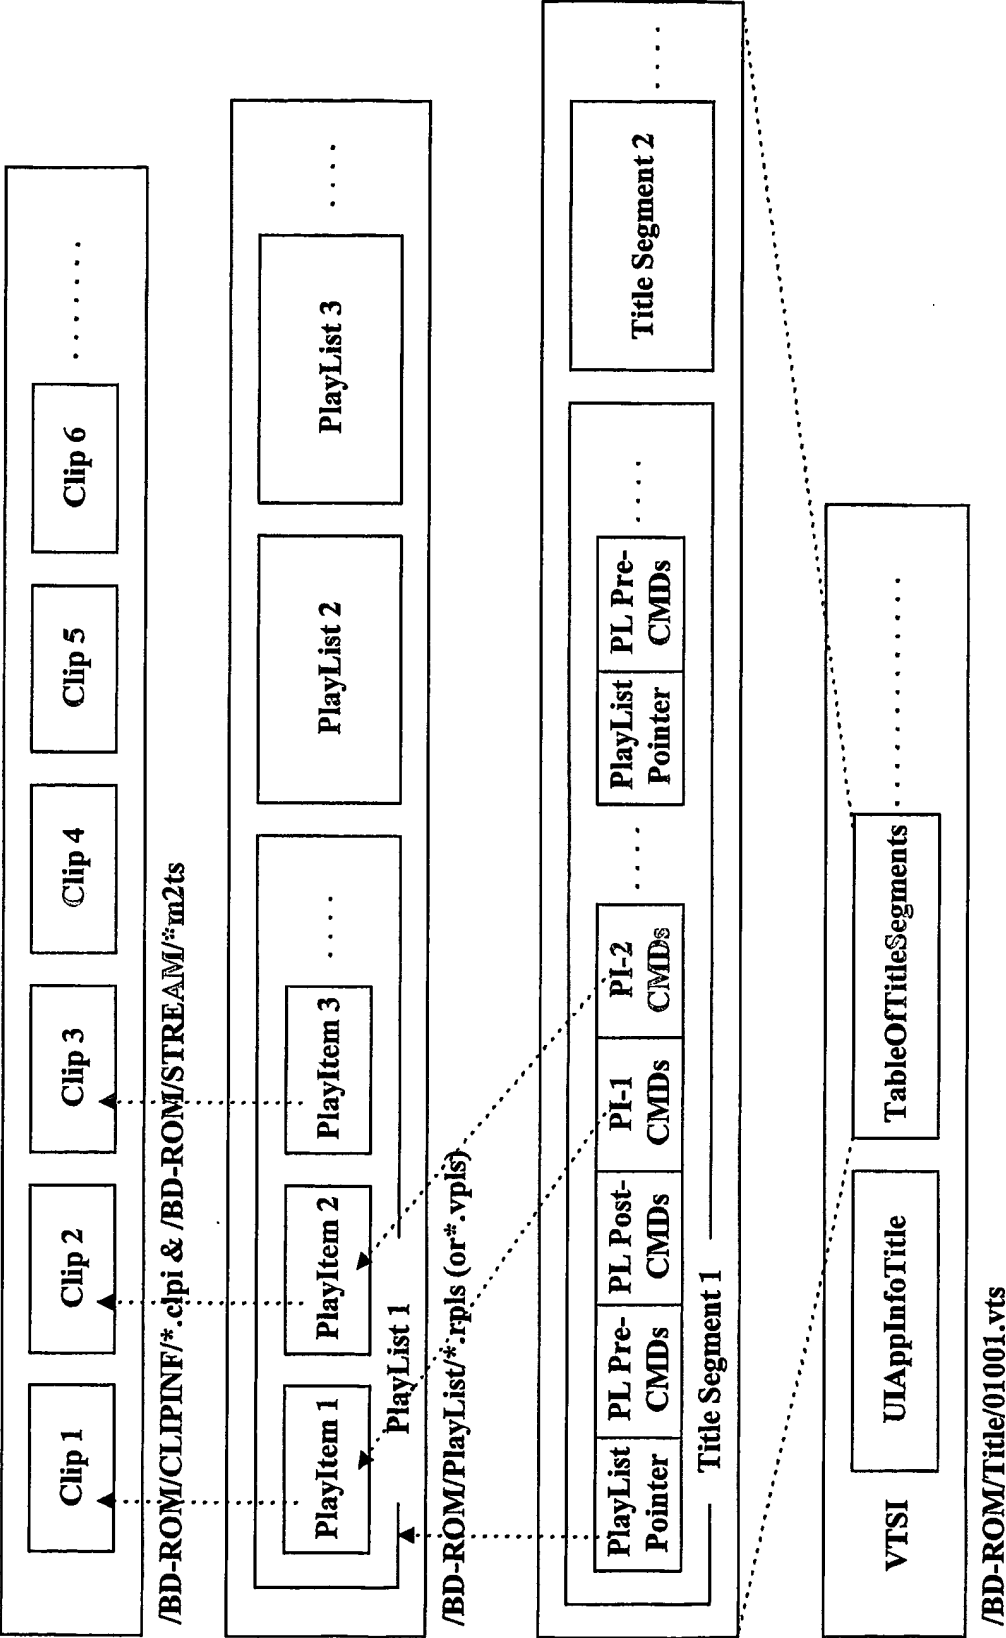 Clip 1
Clip 2
Clip 3
Clip 4
Clip 5
Clip 6
· · · · · · ·
/BD-ROM/CLIPINF/*.clpi & /BD-ROM/STREAM/*m2ts
PlayItem 1
PlayItem 2
PlayItem 3
· · · ·
PlayList 1
PlayList 2
PlayList 3
· · · ·
/BD-ROM/PlayList/*.rpls (or*.vpls)
PlayList
Pointer
PL Pre-
CMDs
PL Post-
CMDs
PI-1
CMDs
PI-2
CMDs
· · · ·
PlayList
Pointer
PL Pre-
CMDs
· · · ·
Title Segment 1
Title Segment 2
· · · ·
VTSI
UIAppInfoTitle
TableOfTitleSegments
· · · · · · · · · · · ·
/BD-ROM/Title/01001.vts